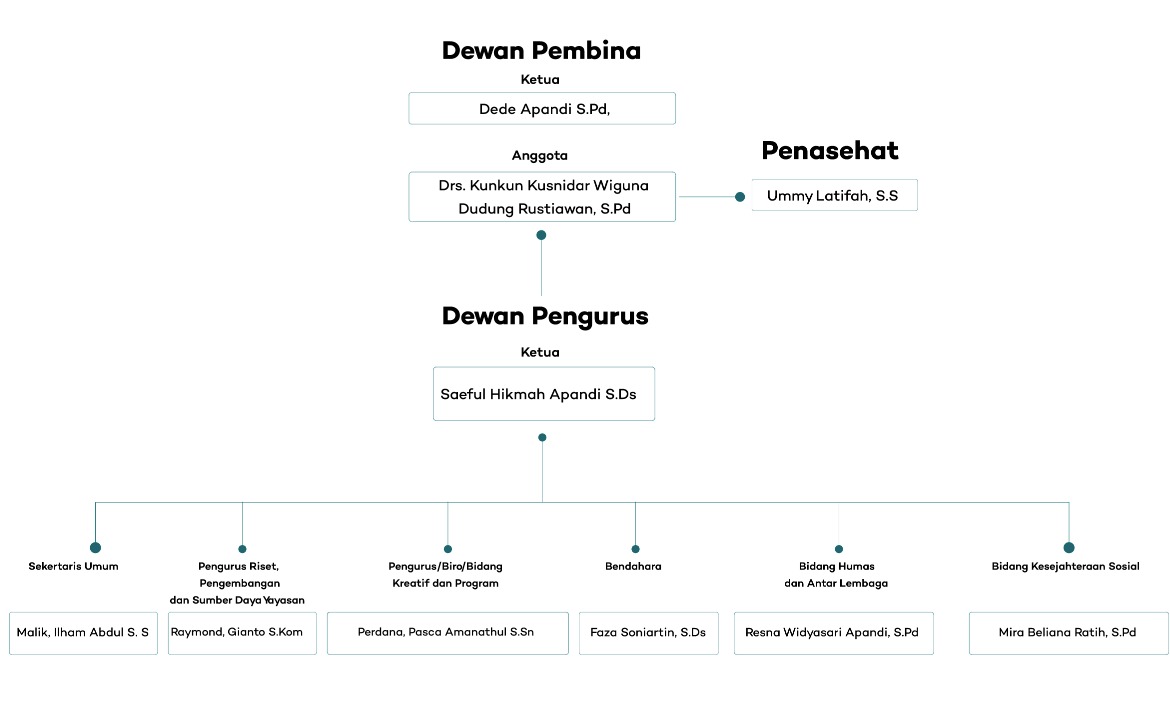 Dewan Pembina
Ketua
Dede Apandi S.Pd,
Anggota
Drs. Kunkun Kusnidar Wiguna
Dudung Rustiawan, S.Pd
Penasehat
Ummy Latifah, S.S
Dewan Pengurus
Ketua
Saeful Hikmah Apandi S.Ds
Sekertaris Umum
Malik, Ilham Abdul S. S
Pengurus Riset,
Pengembangan
dan Sumber Daya Yayasan
Raymond, Gianto S.Kom
Pengurus/Biro/Bidang
Kreatif dan Program
Perdana, Pasca Amanathul S.Sn
Bendahara
Faza Soniartin, S.Ds
Bidang Humas
dan Antar Lembaga
Resna Widyasari Apandi, S.Pd
Bidang Kesejahteraan Sosial
Mira Beliana Ratih, S.Pd